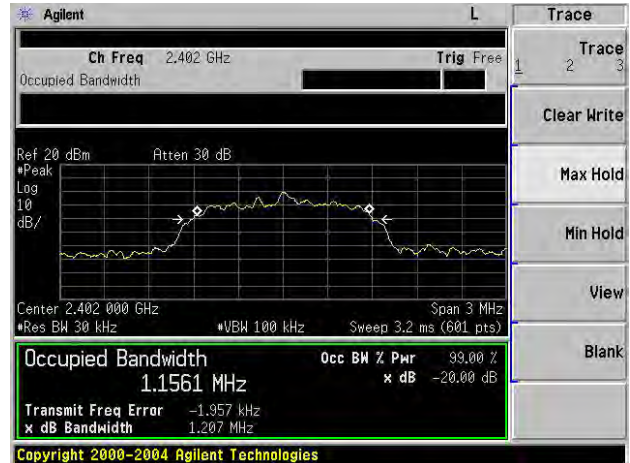 Agilent L Trace
Ch Freq 2.402 GHz Trig Free
Occupied Bandwidth
Trace
1 2 3
Clear Write
Max Hold
Min Hold
View
Blank
Ref 20 dBm Atten 30 dB
#Peak
Log
10
dB/
Center 2.402 000 GHz Span 3 MHz
#Res BW 30 kHz #VBW 100 kHz Sweep 3.2 ms (601 pts)
Occupied Bandwidth Occ BW % Pwr 99.00 %
1.1561 MHz x dB -20.00 dB
Transmit Freq Error -1.957 kHz
x dB Bandwidth 1.207 MHz
Copyright 2000-2004 Agilent Technologies